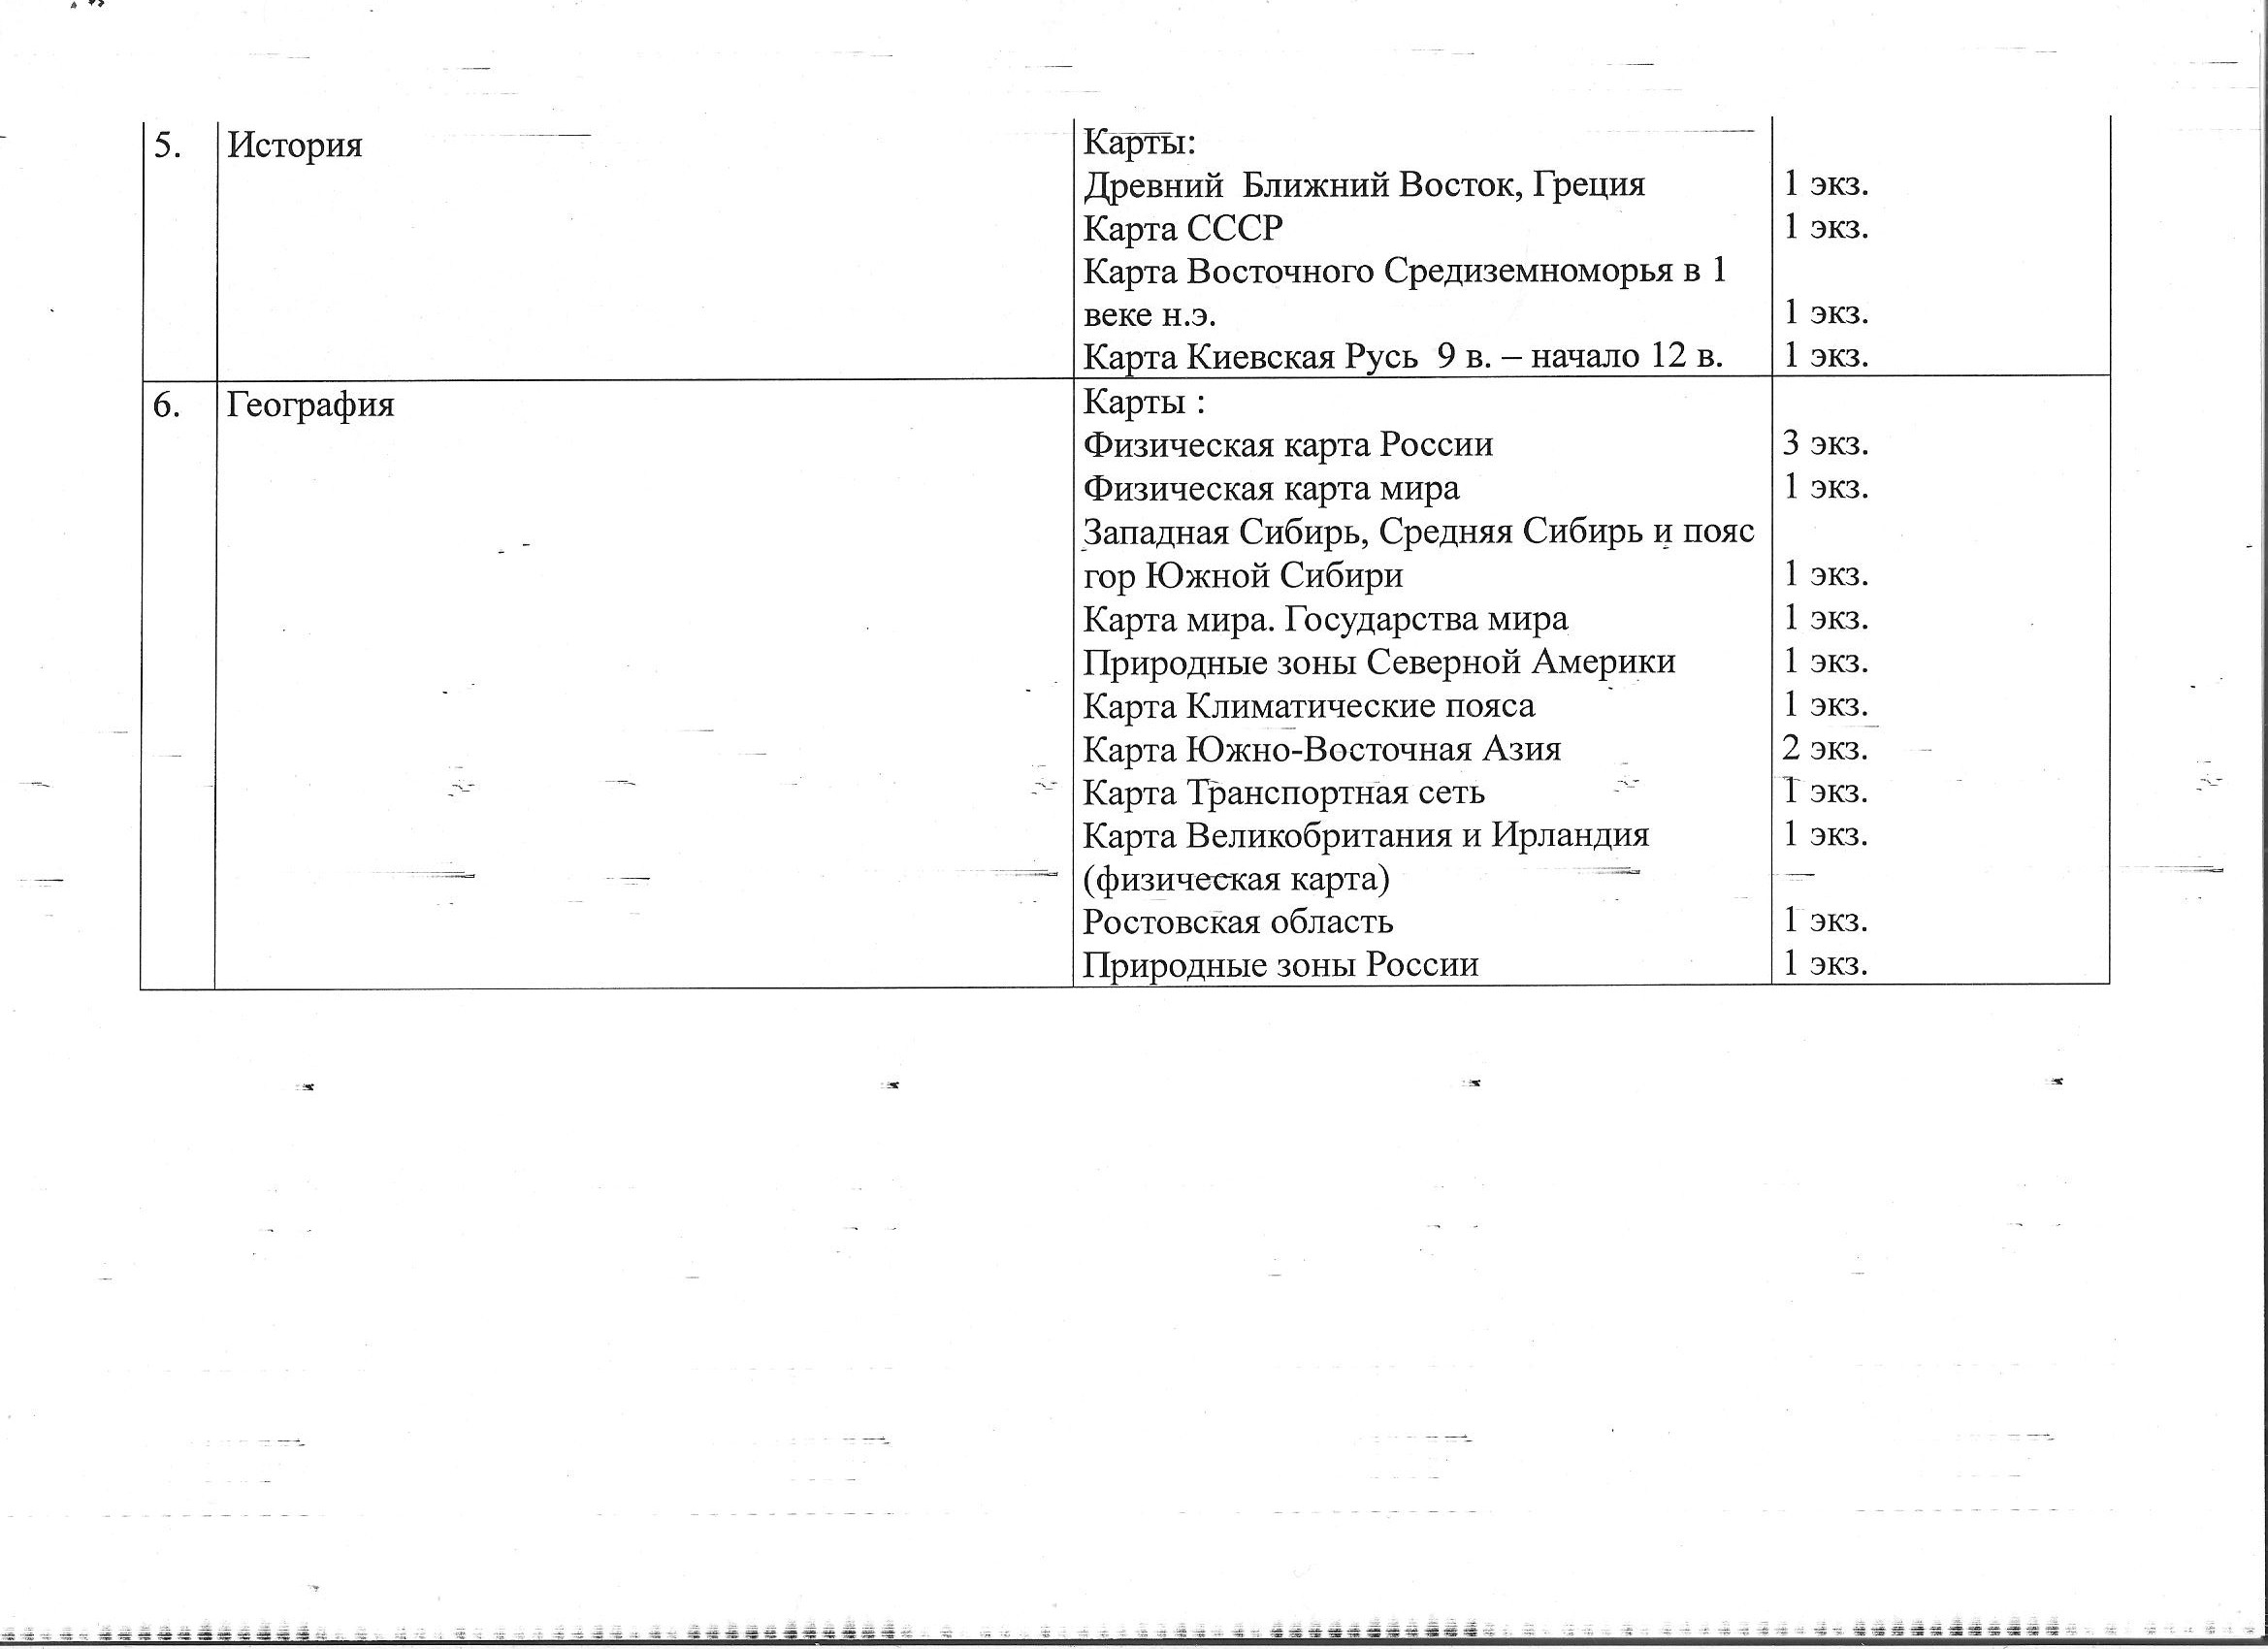 5. История Карты:
Древний Ближний Восток, Греция 1 экз.
Карта СССР 1 экз.
Карта Восточного Средиземноморья в 1
веке н.э. 1 экз.
Карта Киевская Русь 9 в. – начало 12 в. 1 экз.
6. География Карты :
Физическая карта России 3 экз.
Физическая карта мира 1 экз.
Западная Сибирь, Средняя Сибирь и пояс
гор Южной Сибири 1 экз.
Карта мира. Государства мира 1 экз.
Природные зоны Северной Америки 1 экз.
Карта Климатические пояса 1 экз.
Карта Южно-Восточная Азия 2 экз.
Карта Транспортная сеть 1 экз.
Карта Великобритания и Ирландия 1 экз.
(физическая карта)
Ростовская область 1 экз.
Природные зоны России 1 экз.